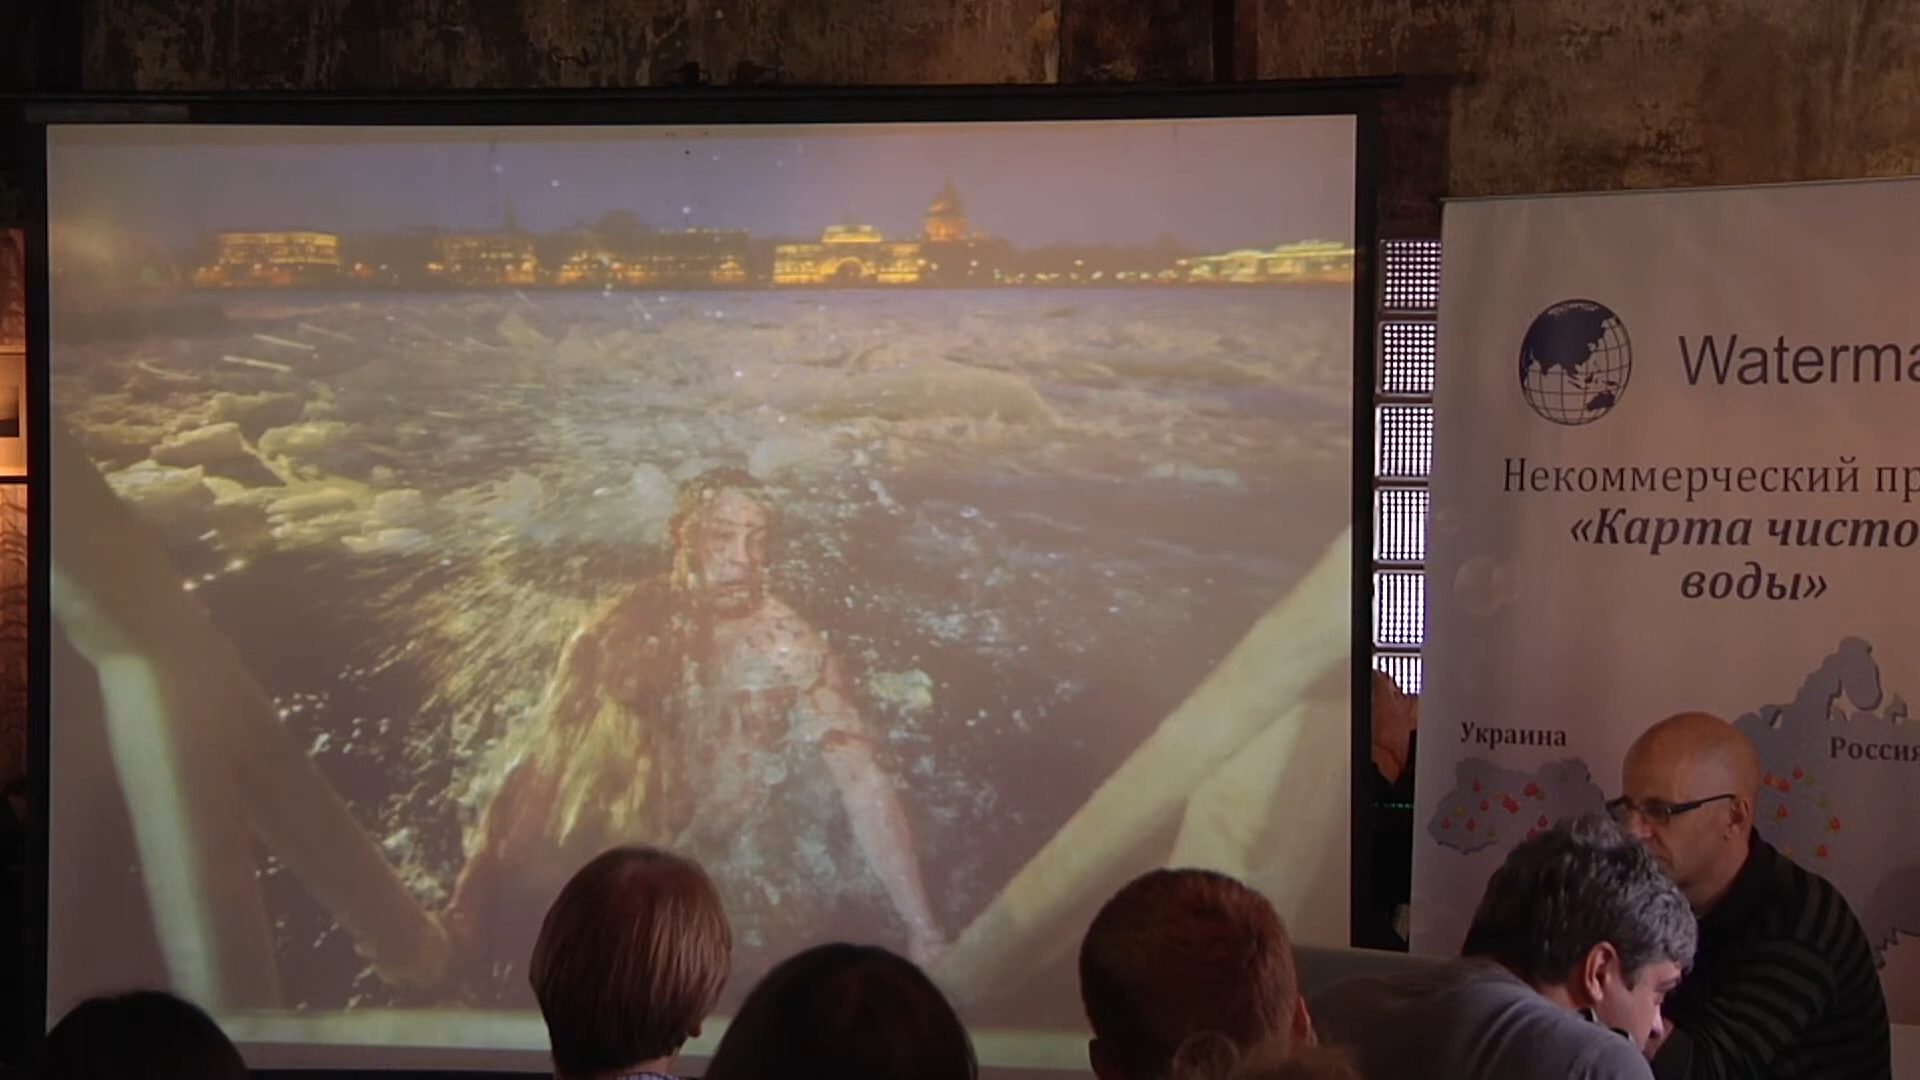 Waterma
Некоммерческий пр
«Карта чисто
воды»
Украина
Россия